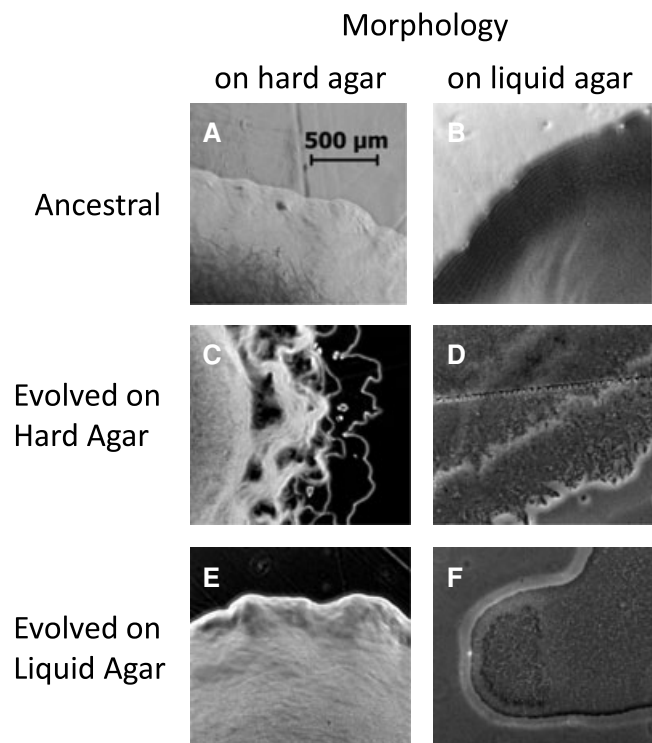 Morphology
on hard agar
on liquid agar
A
500 µm
B
Ancestral
C
D
Evolved on
Hard Agar
E
F
Evolved on
Liquid Agar